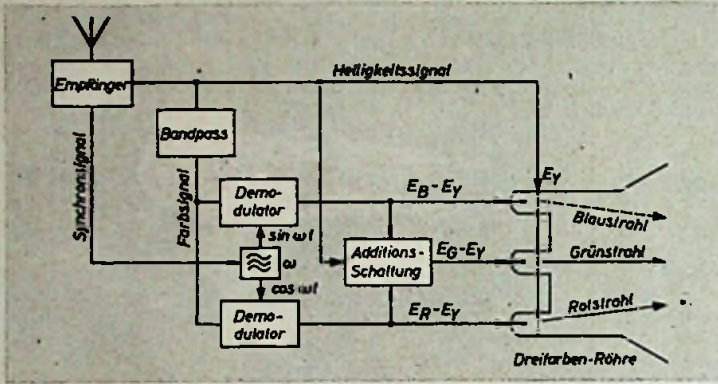 Helligkeitssignal
Empfänger
Bandpass
Synchronsignal
Farbsignal
Demo-
dulator
sin ωt
ω
cos ωt
Demo-
dulator
Additions-
Schaltung
E_B - E_Y
E_G - E_Y
E_R - E_Y
E_Y
Blaustrahl
Grünstrahl
Rotstrahl
Dreifarben-Röhre